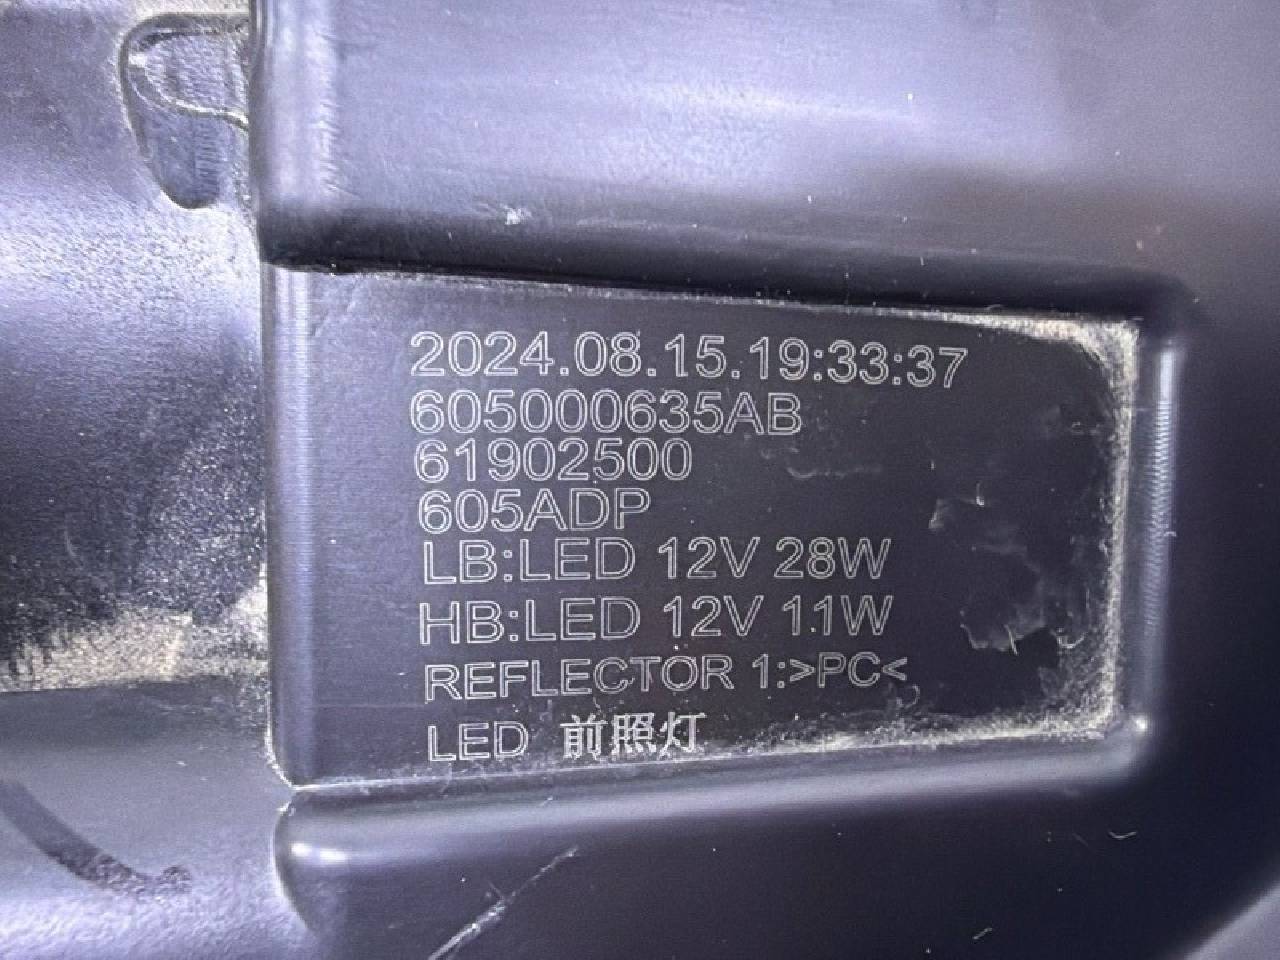 2024.08.15.19:33:37
605000635AB
61902500
605ADP
LB:LED 12V 28W
HB:LED 12V 11W
REFLECTOR 1:>PC<
LED 前照灯